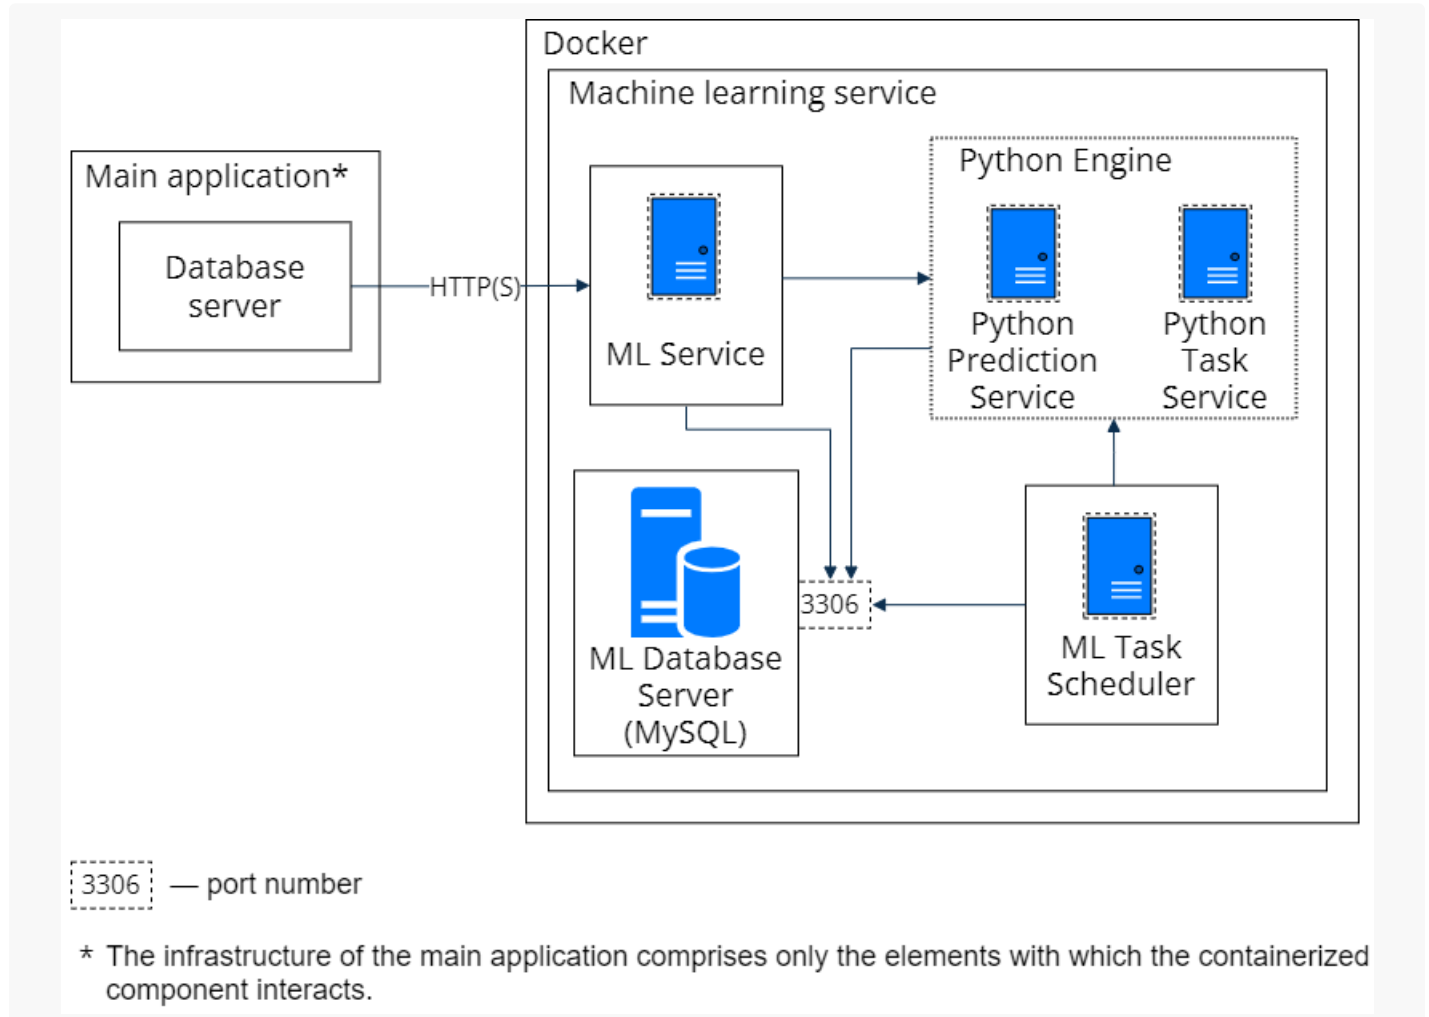 Docker
Machine learning service
Main application*
Database
server
HTTP(S)
ML Service
Python Engine
Python
Prediction
Service
Python
Task
Service
ML Database
Server
(MySQL)
3306
ML Task
Scheduler
3306 — port number
* The infrastructure of the main application comprises only the elements with which the containerized
component interacts.